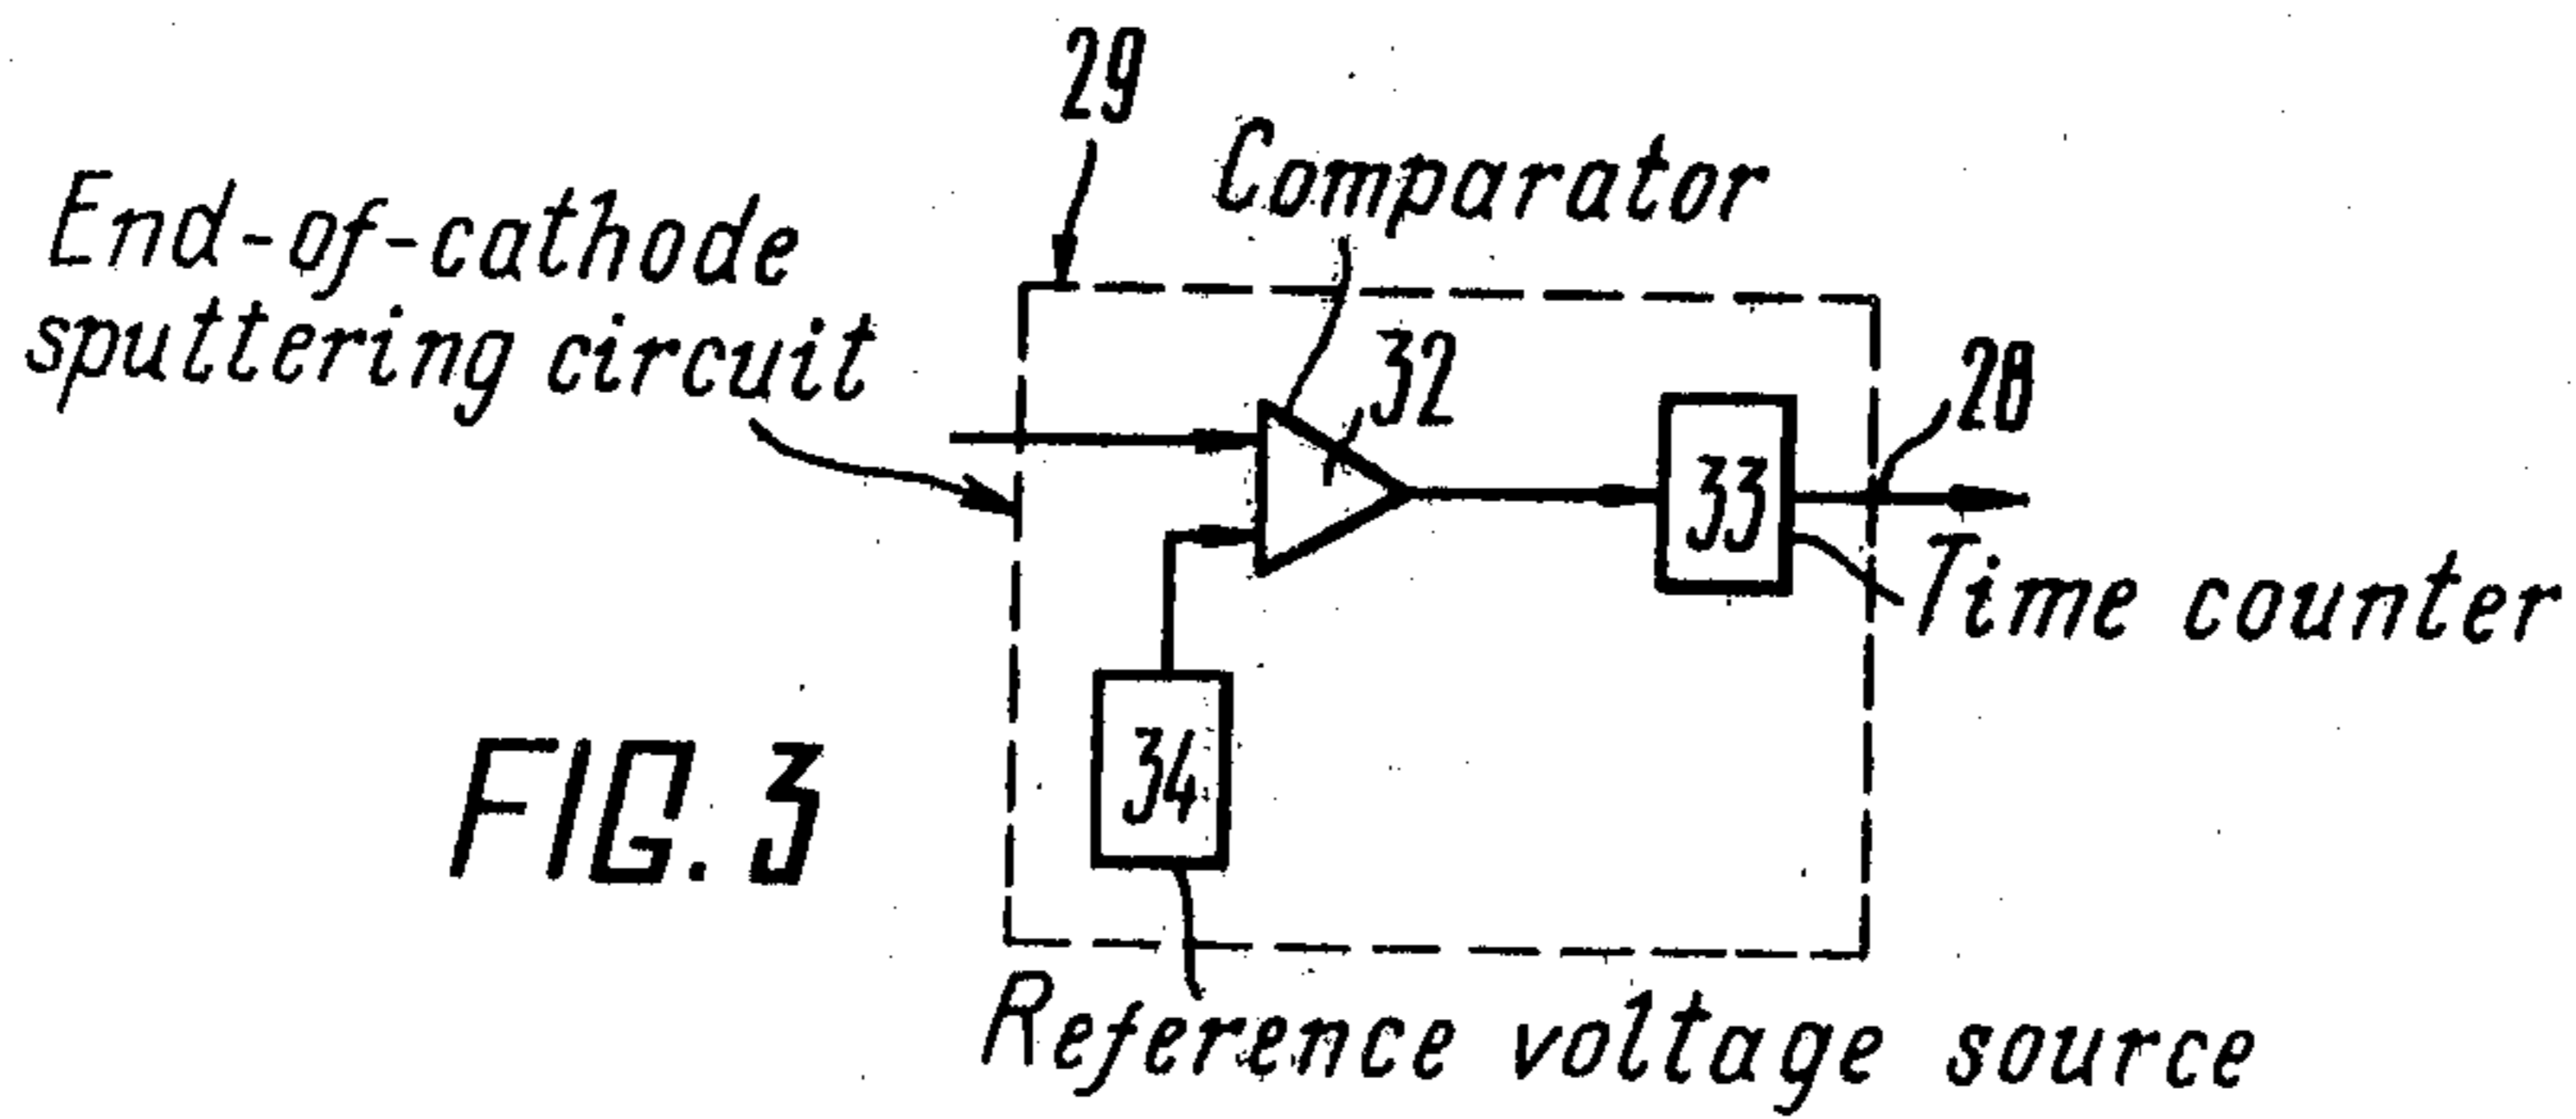 29
Comparator
End-of-cathode
sputtering circuit
32
28
33
Time counter
34
FIG. 3
Reference voltage source